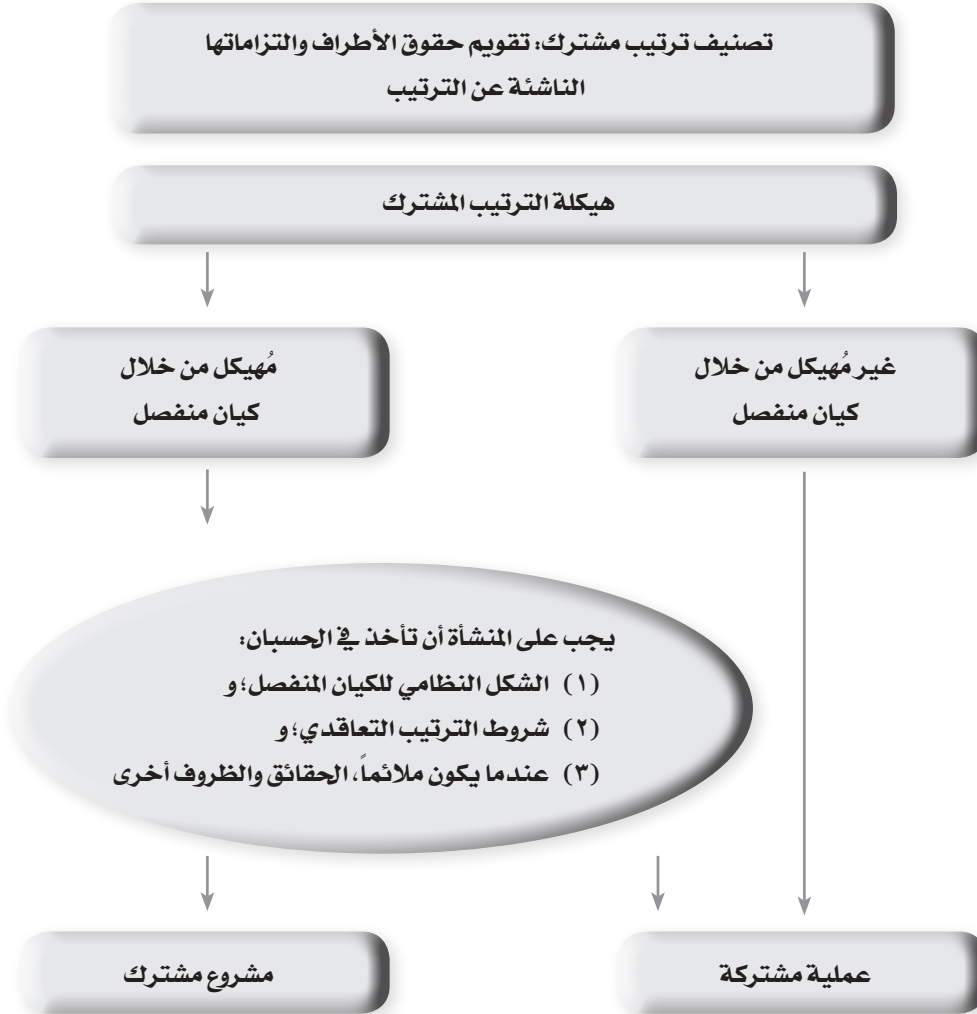 تصنيف ترتيب مشترك: تقويم حقوق الأطراف والتزاماتها
الناشئة عن الترتيب
هيكلة الترتيب المشترك
غير مُهيكل من خلال
كيان منفصل
مُهيكل من خلال
كيان منفصل
يجب على المنشأة أن تأخذ في الحسبان:
(١) الشكل النظامي للكيان المنفصل؛ و
(٢) شروط الترتيب التعاقدي؛ و
(٣) عندما يكون ملائماً، الحقائق والظروف أخرى
عملية مشتركة
مشروع مشترك